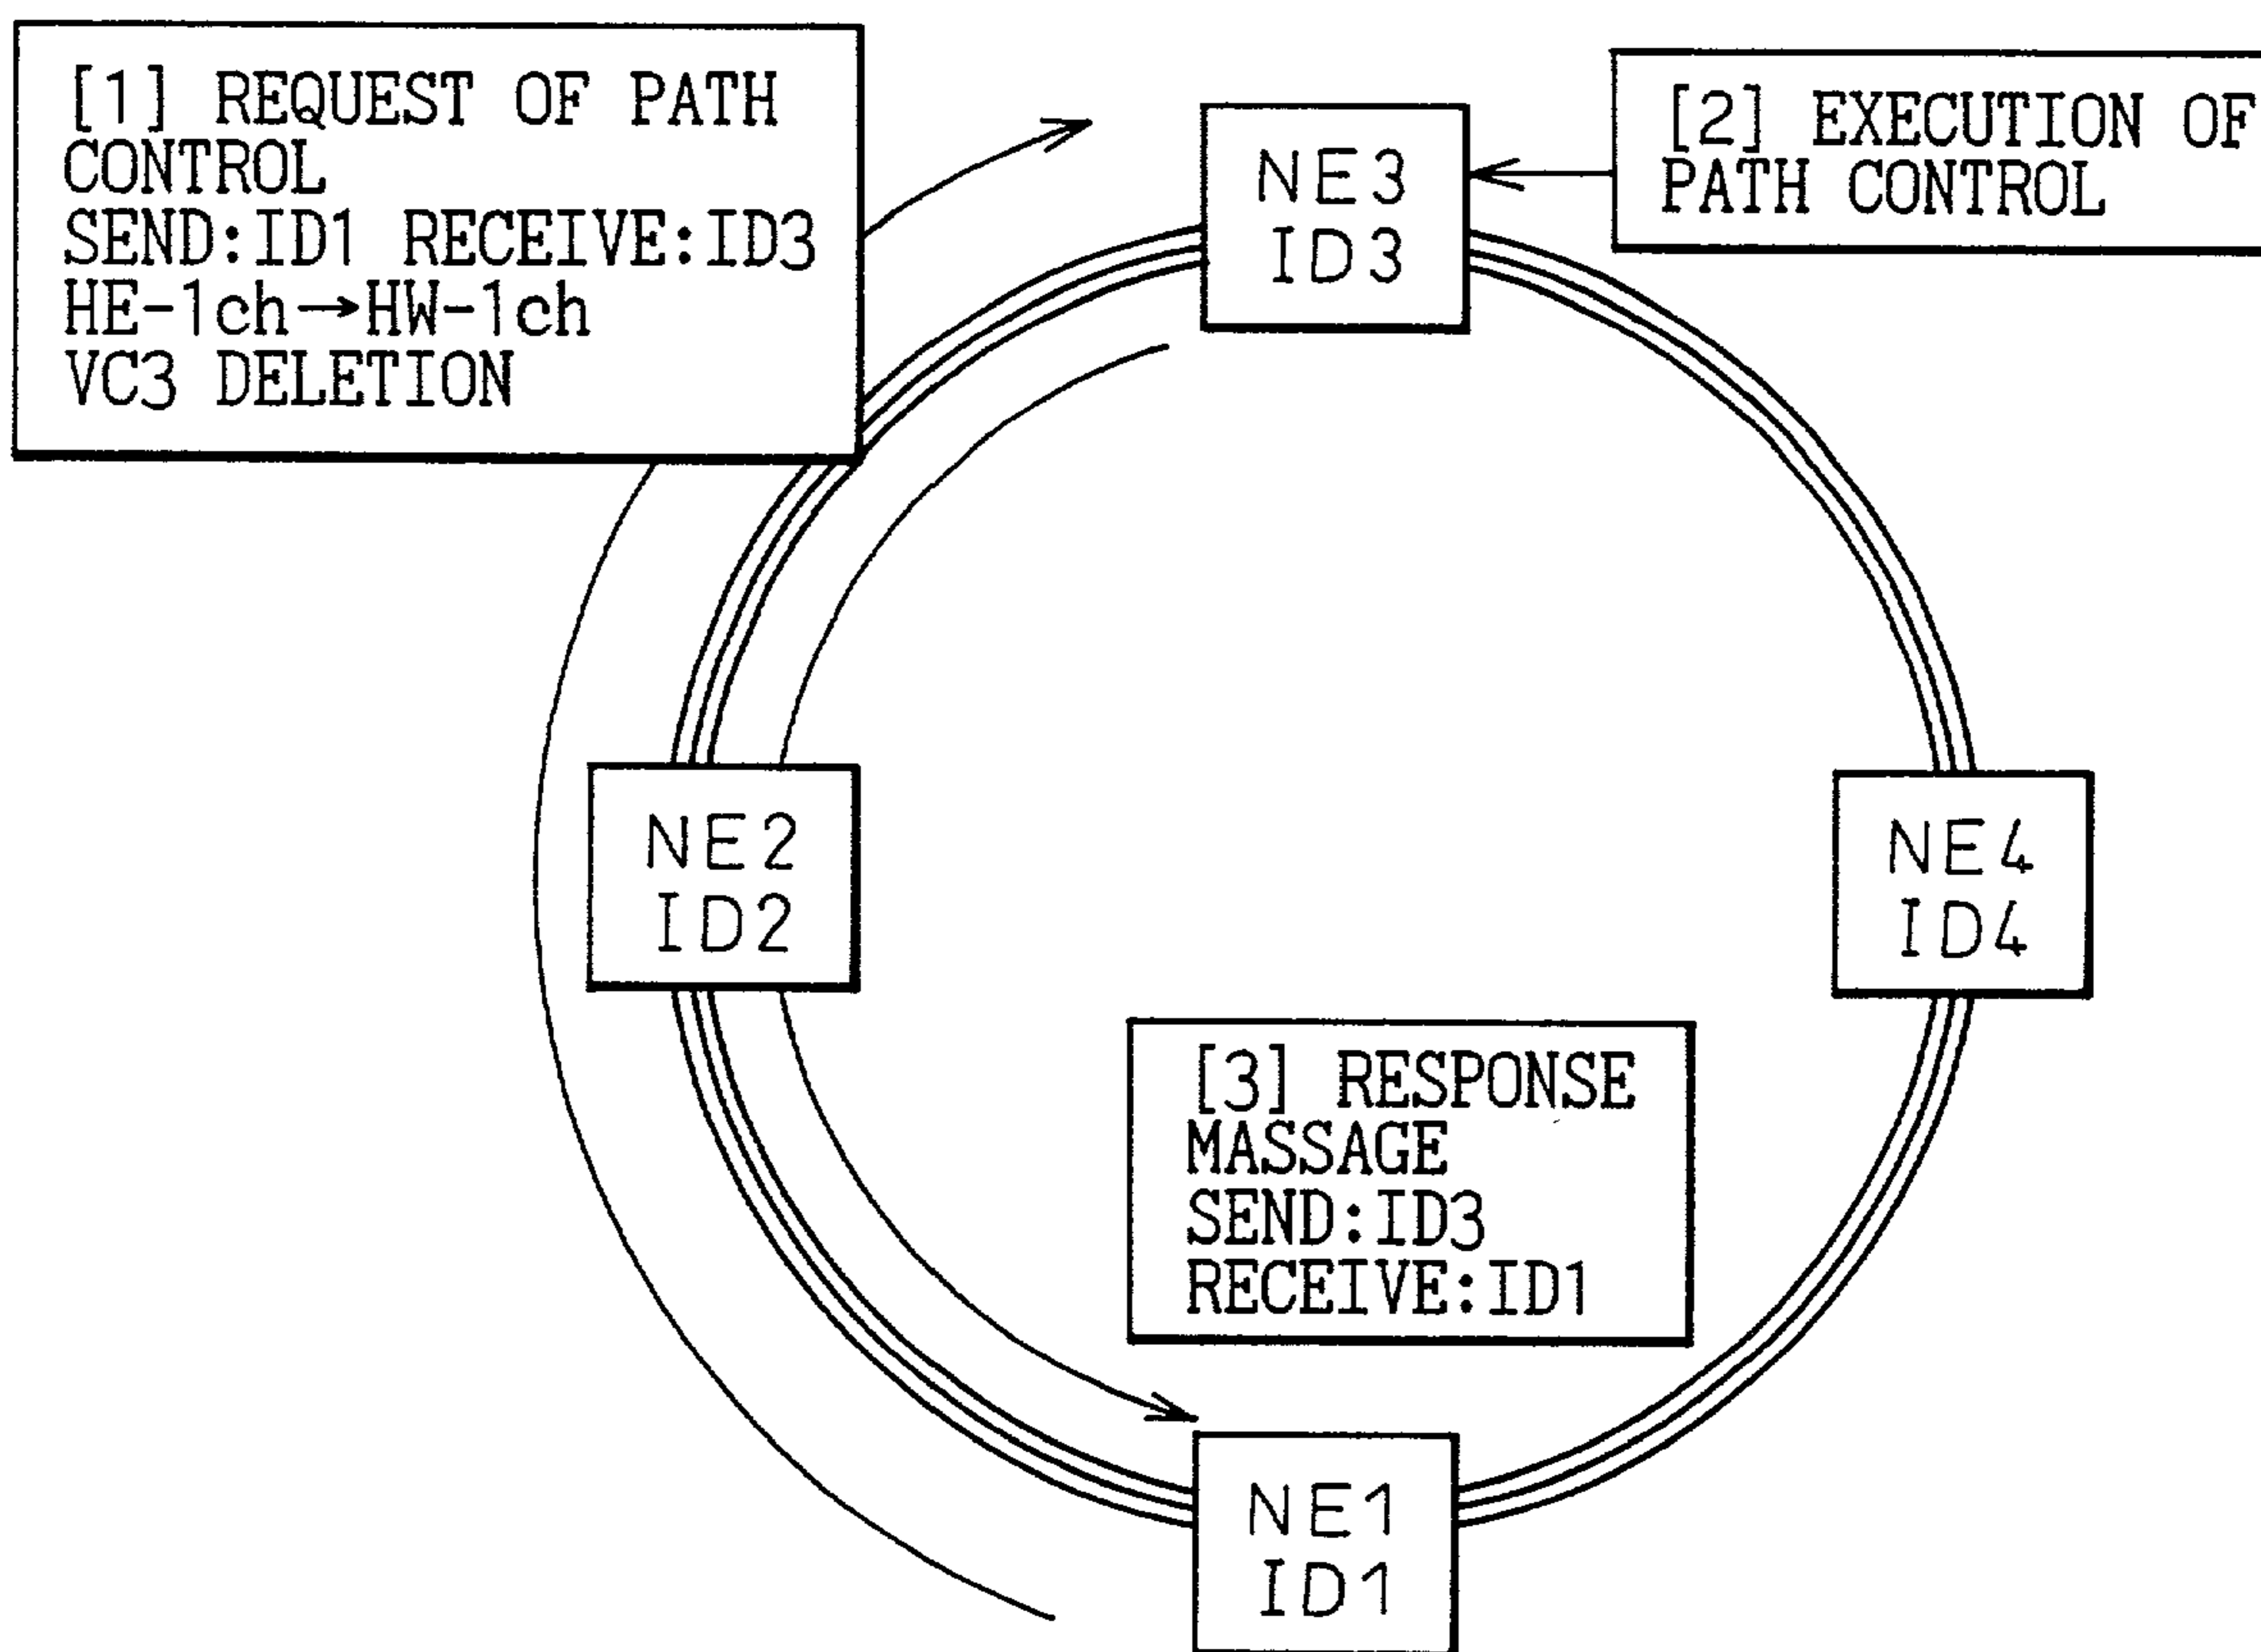 [1] REQUEST OF PATH
CONTROL
SEND:ID1 RECEIVE:ID3
HE-1ch→HW-1ch
VC3 DELETION
[2] EXECUTION OF
PATH CONTROL
NE3
ID3
NE2
ID2
NE4
ID4
[3] RESPONSE
MASSAGE
SEND:ID3
RECEIVE:ID1
NE1
ID1